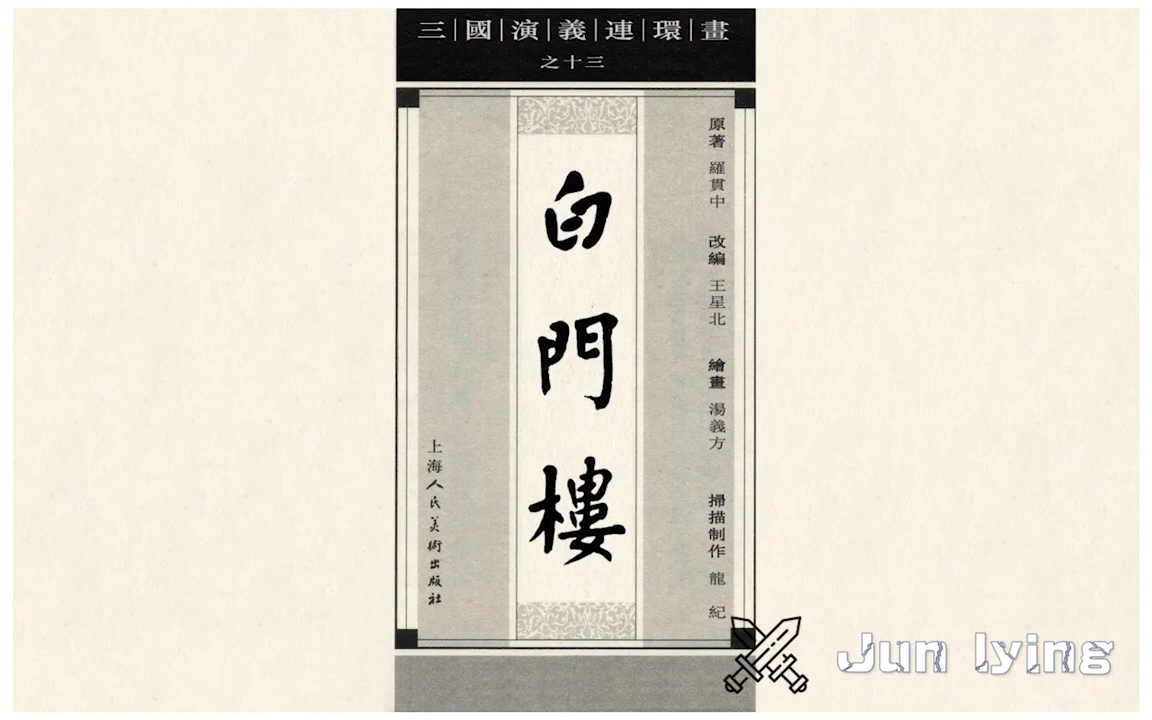 三國演義連環畫
之十三
原著 羅貫中 改編 王星北 繪畫 湯義方 掃描制作 龍紀
白門樓
上海人民美術出版社
Jun lying